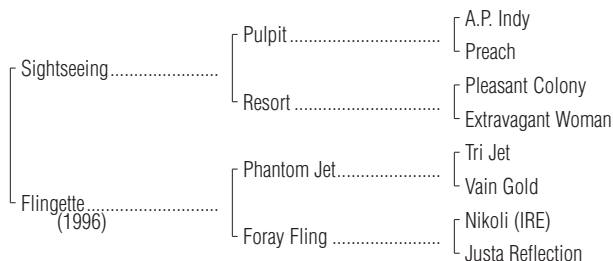 A.P. Indy
Pulpit
Preach
Sightseeing
Pleasant Colony
Resort
Extravagant Woman
Tri Jet
Phantom Jet
Vain Gold
Flingette
(1996)
Nikoli (IRE)
Foray Fling
Justa Reflection